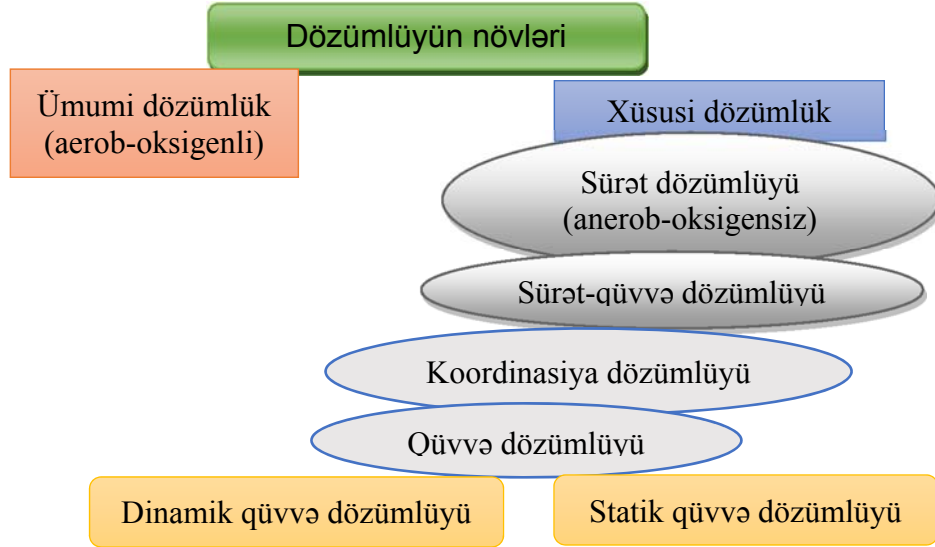 Dözümlüyün növləri
Ümumi dözümlük
(aerob-oksigenli)
Xüsusi dözümlük
Sürət dözümlüyü
(anerob-oksigensiz)
Sürət-qüvvə dözümlüyü
Koordinasiya dözümlüyü
Qüvvə dözümlüyü
Dinamik qüvvə dözümlüyü
Statik qüvvə dözümlüyü